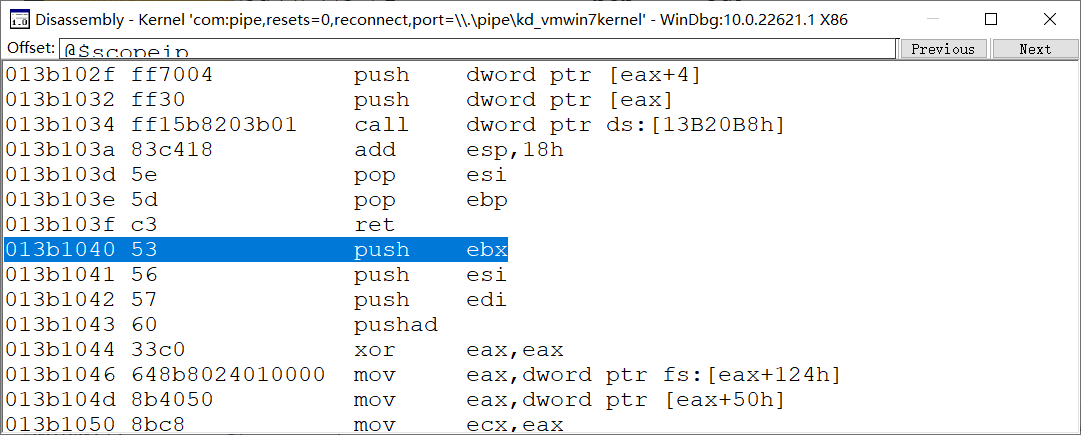 Disassembly - Kernel 'com:pipe,resets=0,reconnect,port=\\.\pipe\kd_vmwin7kernel' - WinDbg:10.0.22621.1 X86
Offset: @$scopeip Previous Next
013b102f ff7004 push dword ptr [eax+4]
013b1032 ff30 push dword ptr [eax]
013b1034 ff15b8203b01 call dword ptr ds:[13B20B8h]
013b103a 83c418 add esp,18h
013b103d 5e pop esi
013b103e 5d pop ebp
013b103f c3 ret
013b1040 53 push ebx
013b1041 56 push esi
013b1042 57 push edi
013b1043 60 pushad
013b1044 33c0 xor eax,eax
013b1046 648b8024010000 mov eax,dword ptr fs:[eax+124h]
013b104d 8b4050 mov eax,dword ptr [eax+50h]
013b1050 8bc8 mov ecx,eax